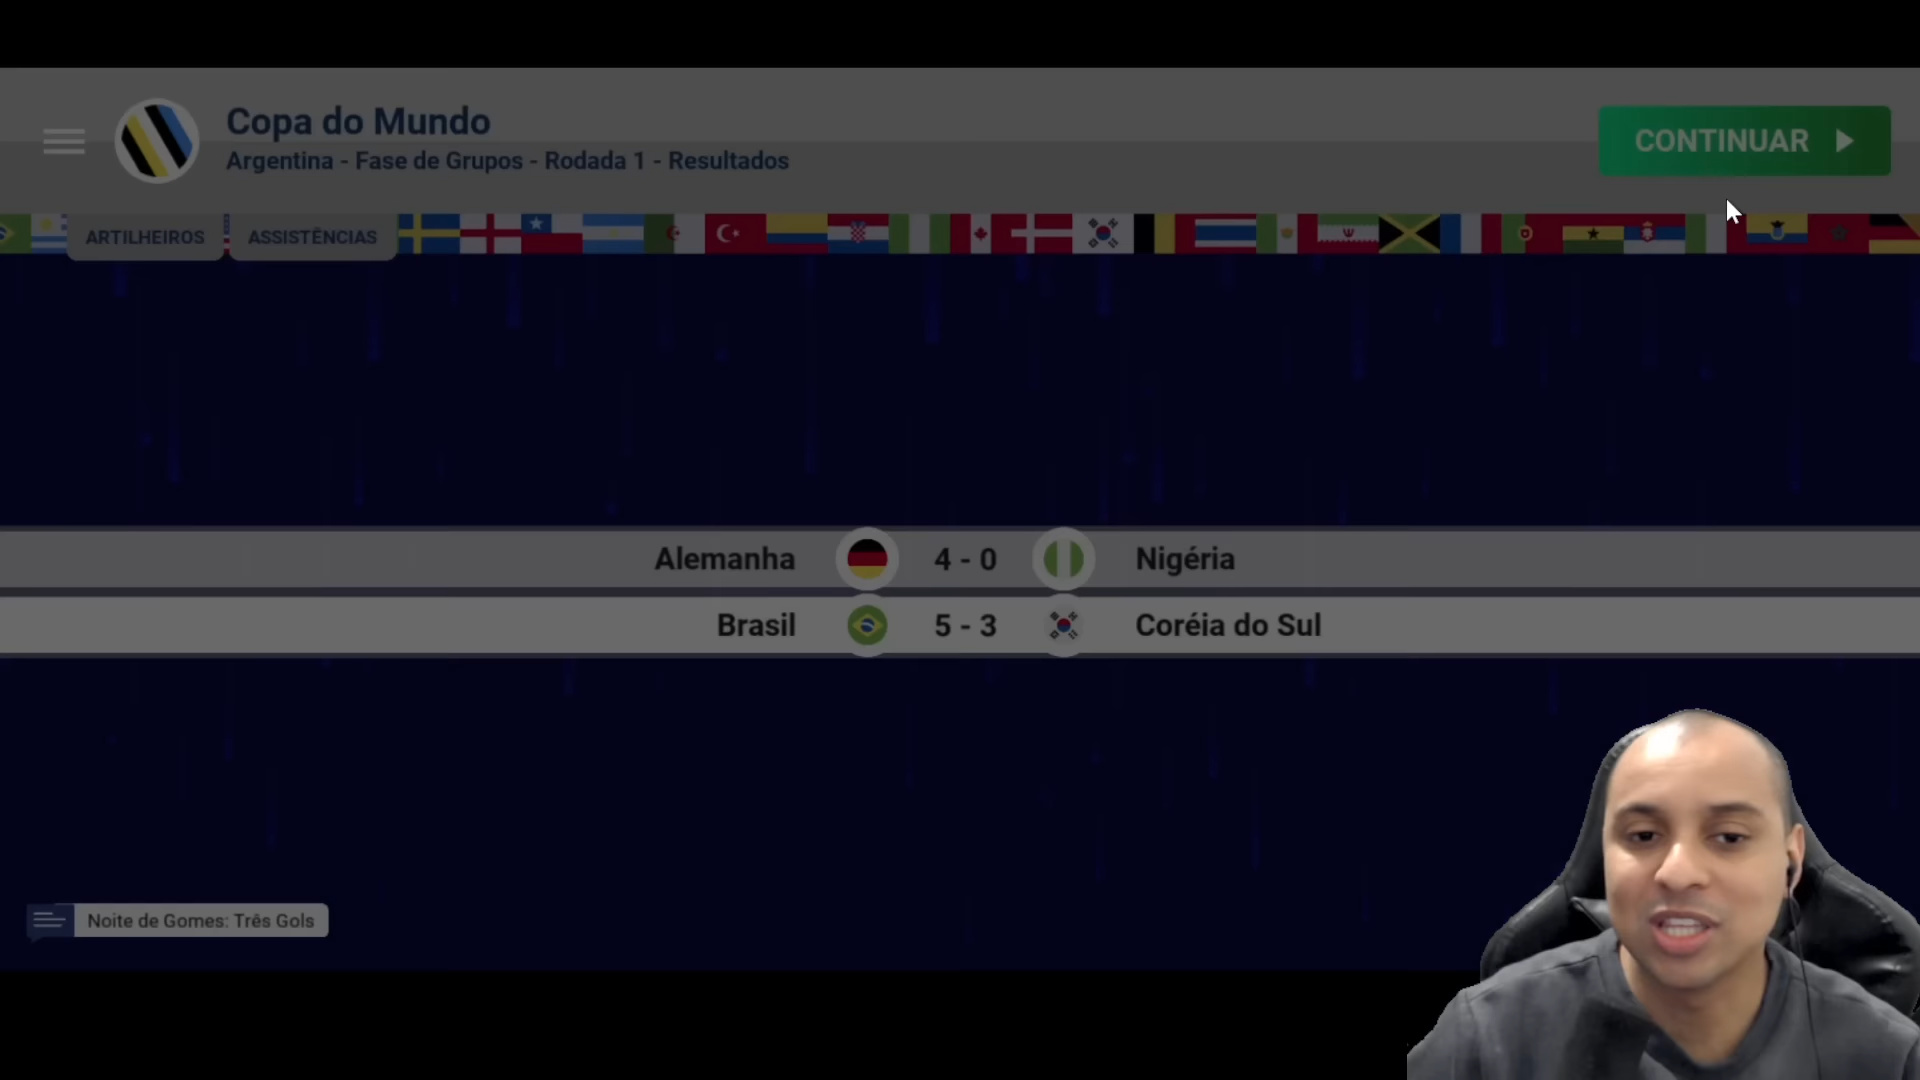 Copa do Mundo
Argentina - Fase de Grupos - Rodada 1 - Resultados
CONTINUAR
ARTILHEIROS
ASSISTÊNCIAS
Alemanha 4 - 0 Nigéria
Brasil 5 - 3 Coréia do Sul
Noite de Gomes: Três Gols